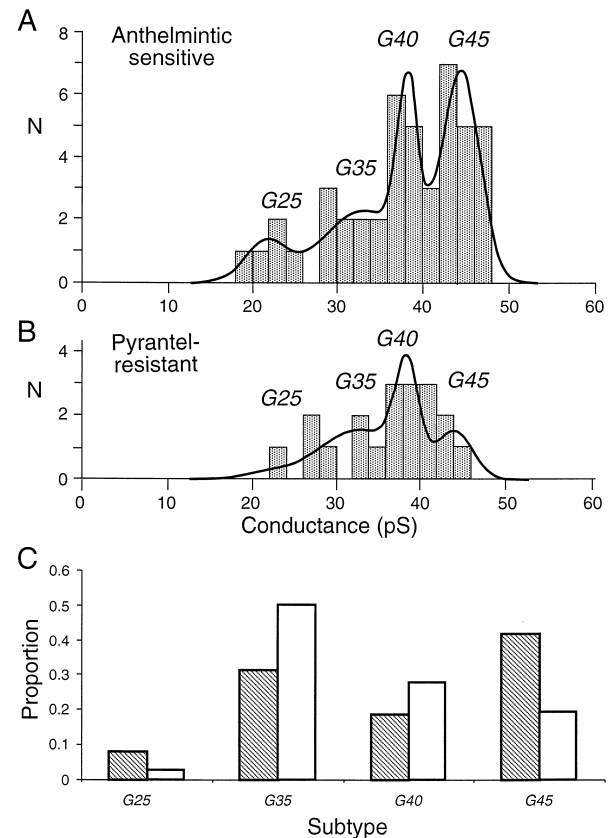 A
Anthelmintic
sensitive
G40 G45
G35
G25
N
8
6
4
2
0
0 10 20 30 40 50 60
B
Pyrantel-
resistant
G40
G25 G35 G45
N
4
2
0
0 10 20 30 40 50 60
Conductance (pS)
C
Proportion
0.6
0.5
0.4
0.3
0.2
0.1
0
G25 G35 G40 G45
Subtype